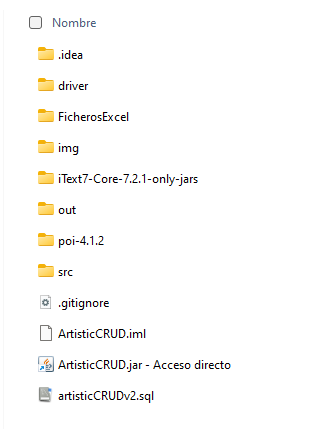 Nombre
.idea
driver
FicherosExcel
img
iText7-Core-7.2.1-only-jars
out
poi-4.1.2
src
.gitignore
ArtisticCRUD.iml
ArtisticCRUD.jar - Acceso directo
artisticCRUDv2.sql